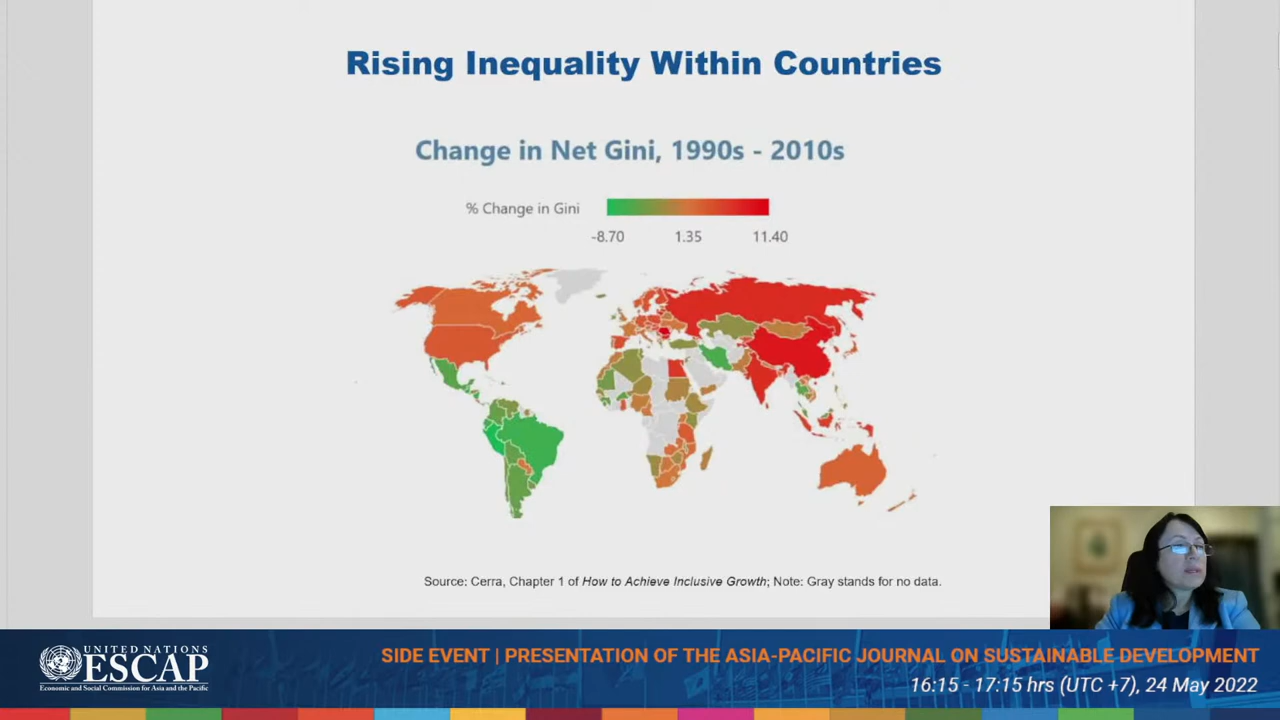 Rising Inequality Within Countries
Change in Net Gini, 1990s - 2010s
% Change in Gini
-8.70 1.35 11.40
Source: Cerra, Chapter 1 of How to Achieve Inclusive Growth; Note: Gray stands for no data.
UNITED NATIONS
ESCAP
Economic and Social Commission for Asia and the Pacific
SIDE EVENT | PRESENTATION OF THE ASIA-PACIFIC JOURNAL ON SUSTAINABLE DEVELOPMENT
16:15 - 17:15 hrs (UTC +7), 24 May 2022